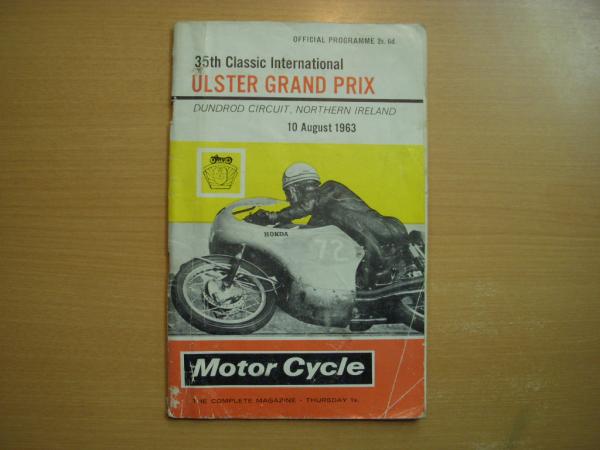 OFFICIAL PROGRAMME 2s. 6d.
35th Classic International
ULSTER GRAND PRIX
DUNDROD CIRCUIT, NORTHERN IRELAND
10 August 1963
HONDA
72
Motor Cycle
THE COMPLETE MAGAZINE - THURSDAY 1s.